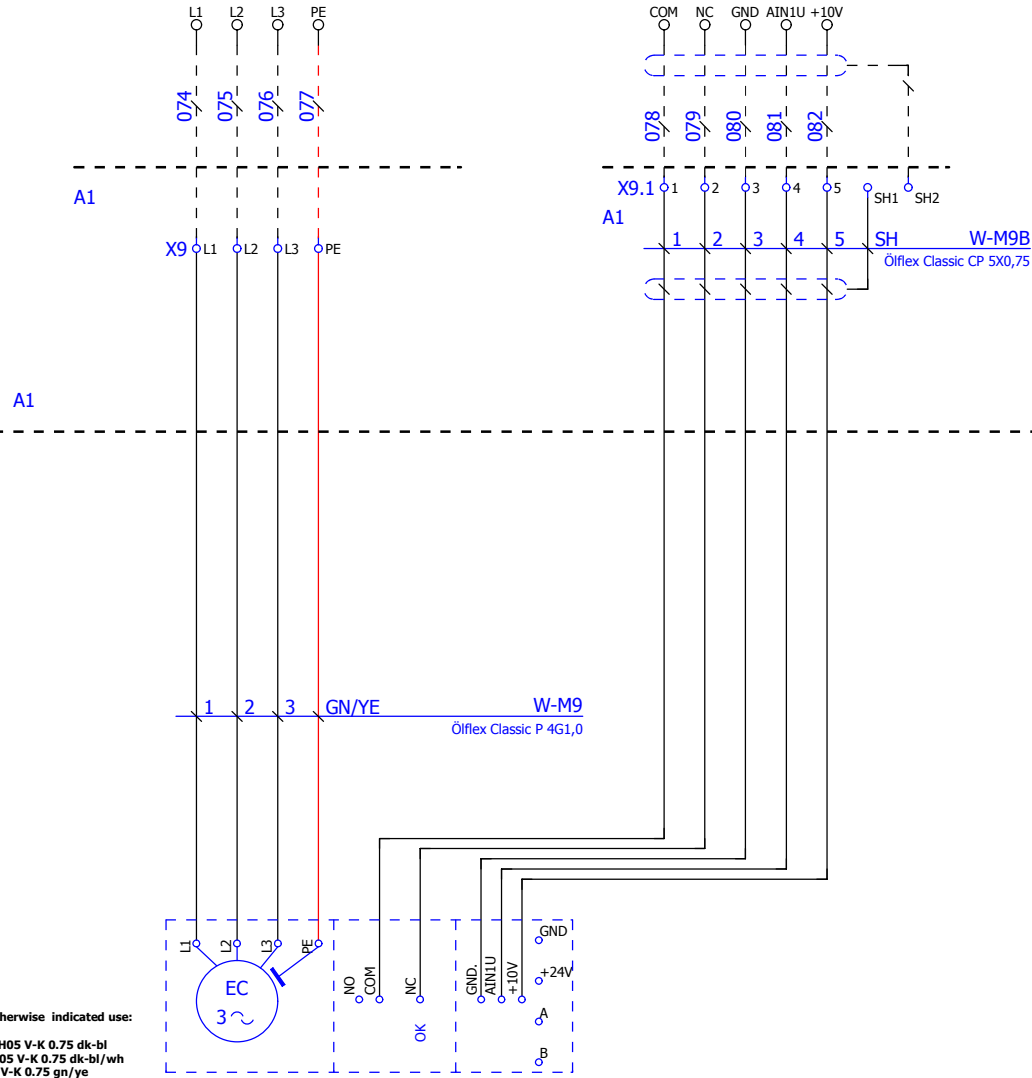 L1 L2 L3 PE COM NC GND AIN1U +10V
074 075 076 077 078 079 080 081 082
A1
X9.1 1 2 3 4 5 SH1 SH2
A1
X9 L1 L2 L3 PE
1 2 3 4 5 SH W-M9B
Ölflex Classic CP 5X0,75
A1
1 2 3 GN/YE W-M9
Ölflex Classic P 4G1,0
L1 L2 L3 PE
NO COM NC
GND. AIN1U +10V
GND
+24V
A
B
EC
3
OK
herwise indicated use:
H05 V-K 0.75 dk-bl
05 V-K 0.75 dk-bl/wh
V-K 0.75 gn/ye